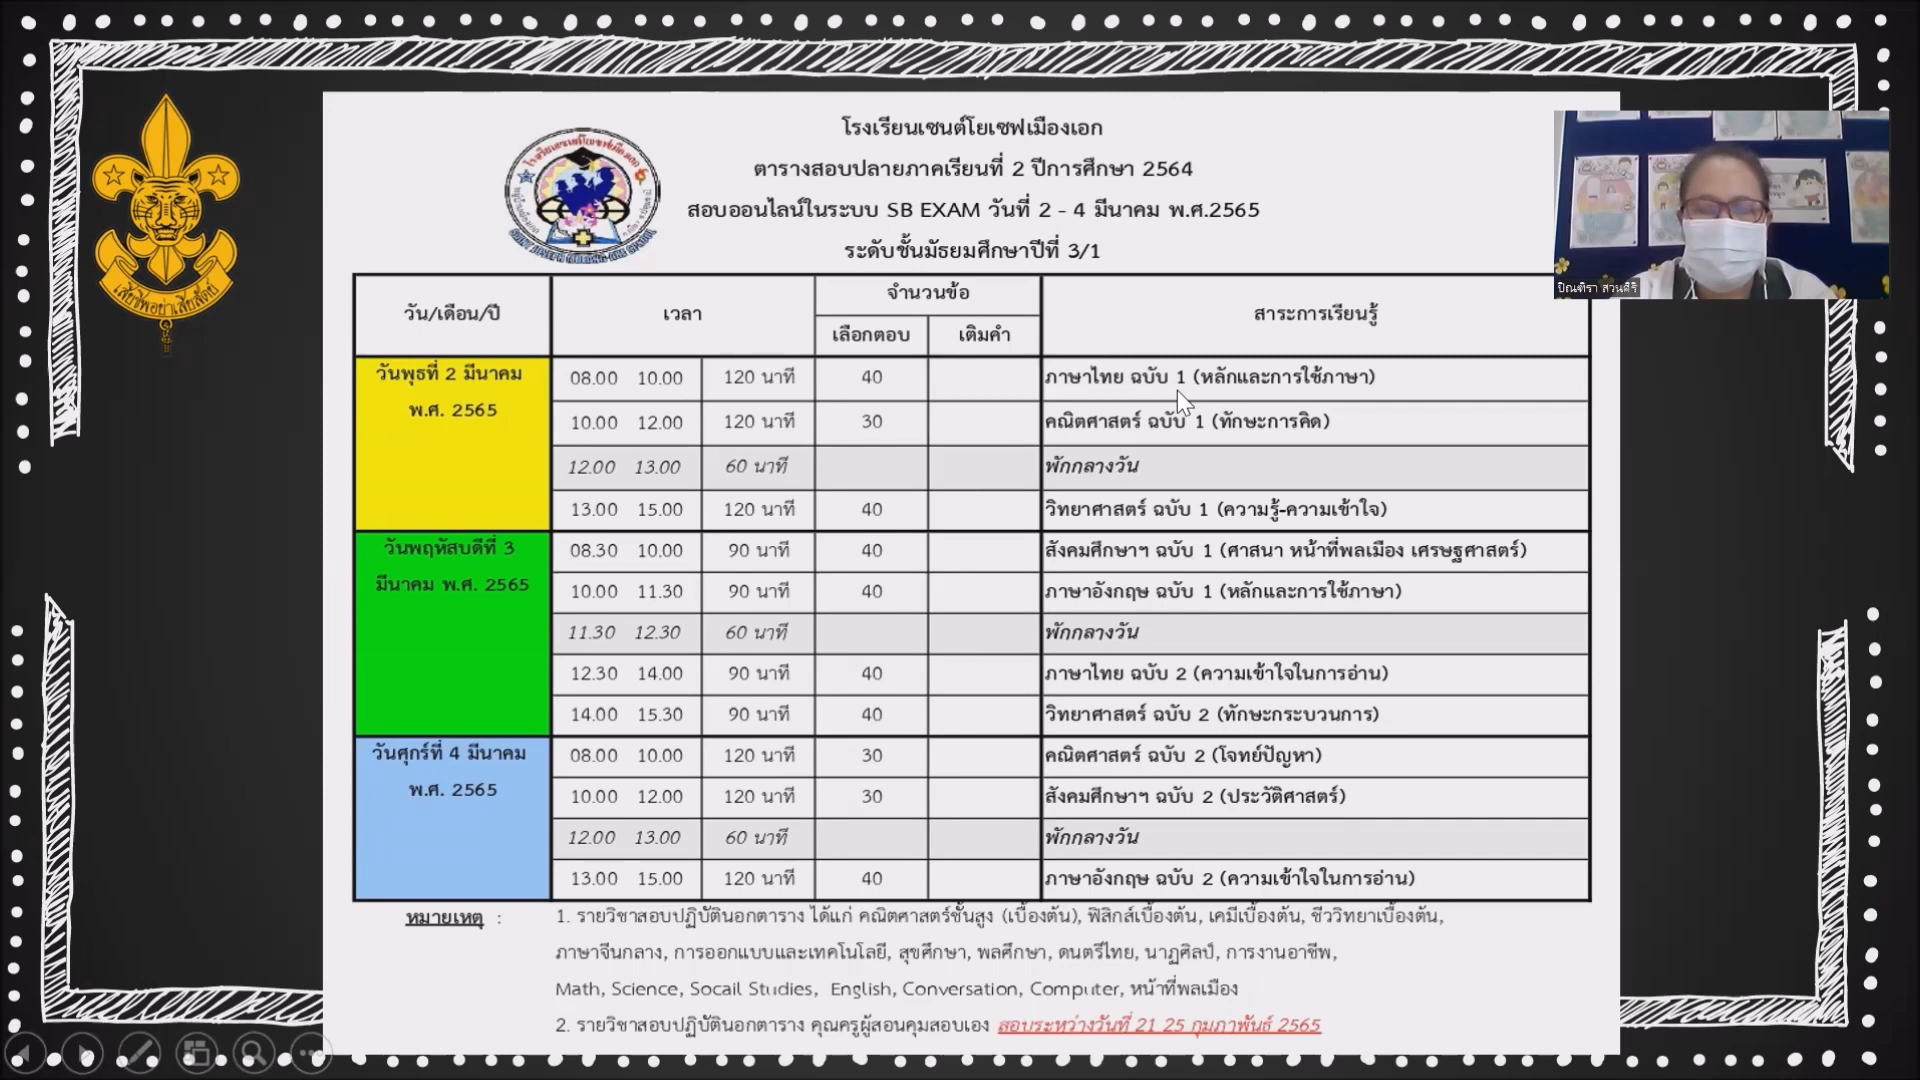 โรงเรียนเซนต์โยเซฟเมืองเอก
ตารางสอบปลายภาคเรียนที่ 2 ปีการศึกษา 2564
สอบออนไลน์ในระบบ SB EXAM วันที่ 2 - 4 มีนาคม พ.ศ.2565
ระดับชั้นมัธยมศึกษาปีที่ 3/1
เสียชีพอย่าเสียสัตย์
ปิณฑิรา สวนศิริ
วัน/เดือน/ปี เวลา จำนวนข้อ สาระการเรียนรู้
เลือกตอบ เติมคำ
วันพุธที่ 2 มีนาคม
พ.ศ. 2565
08.00 10.00 120 นาที 40 ภาษาไทย ฉบับ 1 (หลักและการใช้ภาษา)
10.00 12.00 120 นาที 30 คณิตศาสตร์ ฉบับ 1 (ทักษะการคิด)
12.00 13.00 60 นาที พักกลางวัน
13.00 15.00 120 นาที 40 วิทยาศาสตร์ ฉบับ 1 (ความรู้-ความเข้าใจ)
วันพฤหัสบดีที่ 3
มีนาคม พ.ศ. 2565
08.30 10.00 90 นาที 40 สังคมศึกษาฯ ฉบับ 1 (ศาสนา หน้าที่พลเมือง เศรษฐศาสตร์)
10.00 11.30 90 นาที 40 ภาษาอังกฤษ ฉบับ 1 (หลักและการใช้ภาษา)
11.30 12.30 60 นาที พักกลางวัน
12.30 14.00 90 นาที 40 ภาษาไทย ฉบับ 2 (ความเข้าใจในการอ่าน)
14.00 15.30 90 นาที 40 วิทยาศาสตร์ ฉบับ 2 (ทักษะกระบวนการ)
วันศุกร์ที่ 4 มีนาคม
พ.ศ. 2565
08.00 10.00 120 นาที 30 คณิตศาสตร์ ฉบับ 2 (โจทย์ปัญหา)
10.00 12.00 120 นาที 30 สังคมศึกษาฯ ฉบับ 2 (ประวัติศาสตร์)
12.00 13.00 60 นาที พักกลางวัน
13.00 15.00 120 นาที 40 ภาษาอังกฤษ ฉบับ 2 (ความเข้าใจในการอ่าน)
หมายเหตุ : 1. รายวิชาสอบปฏิบัตินอกตาราง ได้แก่ คณิตศาสตร์ชั้นสูง (เบื้องต้น), ฟิสิกส์เบื้องต้น, เคมีเบื้องต้น, ชีววิทยาเบื้องต้น,
ภาษาจีนกลาง, การออกแบบและเทคโนโลยี, สุขศึกษา, พลศึกษา, ดนตรีไทย, นาฏศิลป์, การงานอาชีพ,
Math, Science, Socail Studies, English, Conversation, Computer, หน้าที่พลเมือง
2. รายวิชาสอบปฏิบัตินอกตาราง คุณครูผู้สอนคุมสอบเอง สอบระหว่างวันที่ 21 25 กุมภาพันธ์ 2565